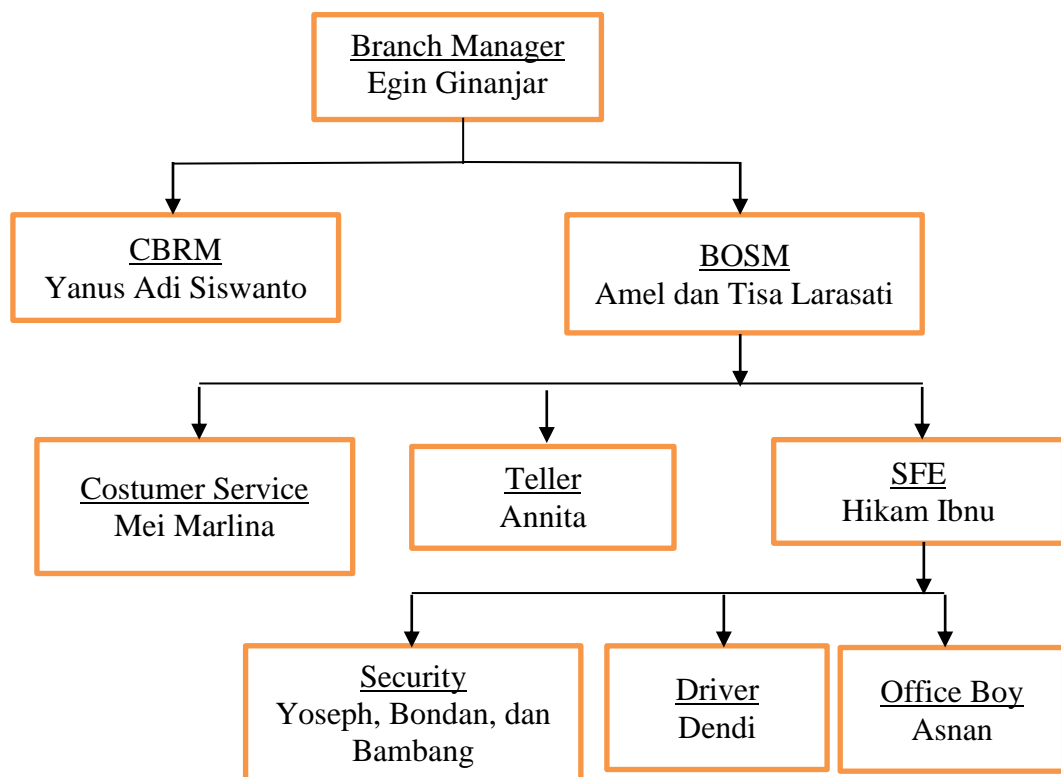 Branch Manager
Egin Ginanjar
CBRM
Yanus Adi Siswanto
BOSM
Amel dan Tisa Larasati
Costumer Service
Mei Marlina
Teller
Annita
SFE
Hikam Ibnu
Security
Yoseph, Bondan, dan
Bambang
Driver
Dendi
Office Boy
Asnan